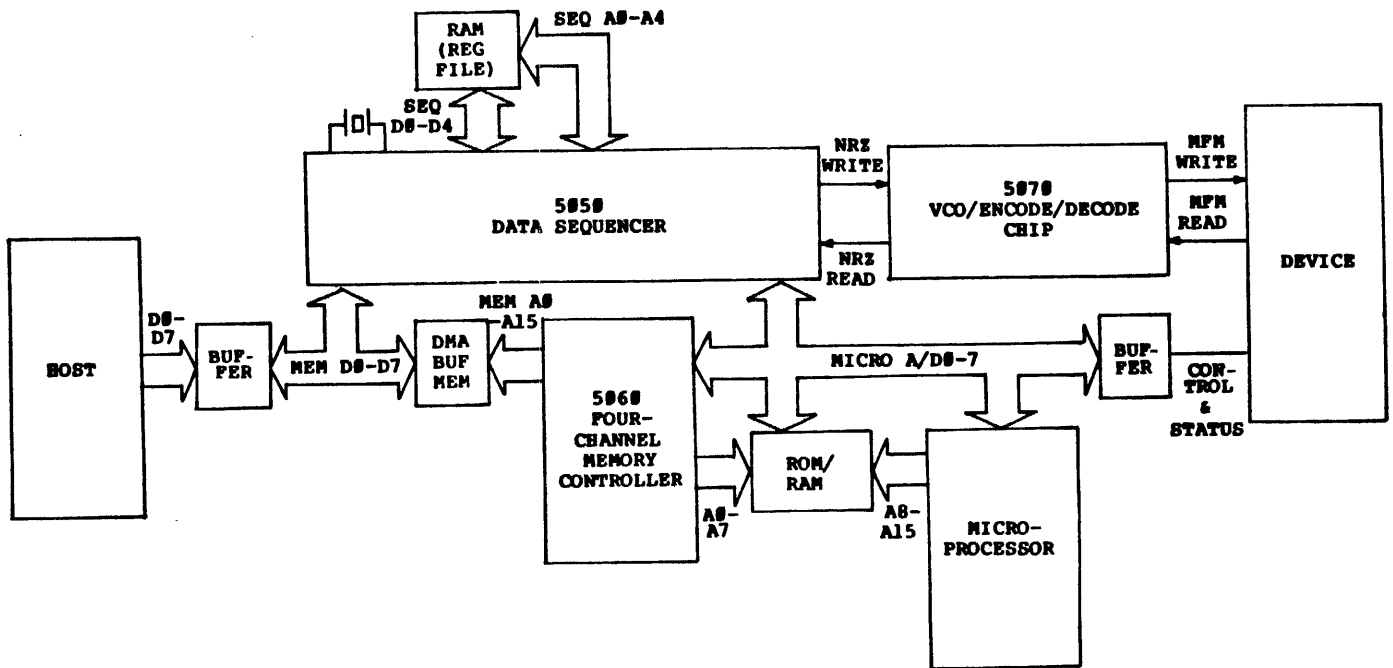 RAM
(REG
FILE)
SEQ A0-A4
SEQ
D0-D4
5050
DATA SEQUENCER
NRZ
WRITE
NRZ
READ
5070
VCO/ENCODE/DECODE
CHIP
MFM
WRITE
MFM
READ
DEVICE
HOST
D0-
D7
BUF-
FER
MEM D0-D7
DMA
BUF
MEM
MEM A0
-A15
5060
FOUR-
CHANNEL
MEMORY
CONTROLLER
MICRO A/D0-7
BUF-
FER
CON-
TROL
&
STATUS
A0-
A7
ROM/
RAM
A8-
A15
MICRO-
PROCESSOR